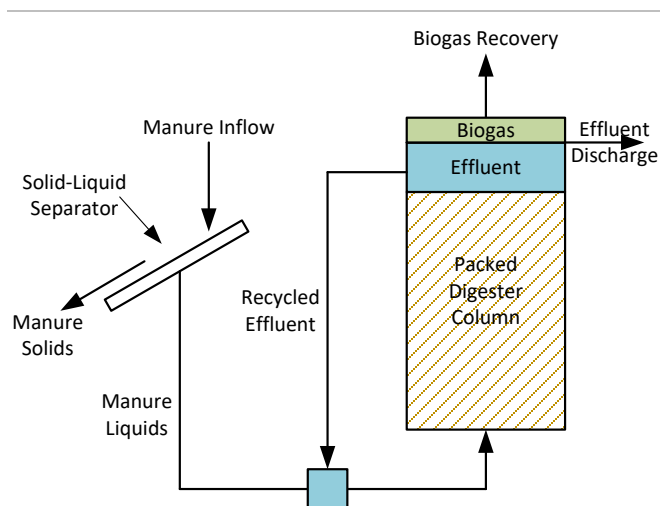 Biogas Recovery
Manure Inflow
Biogas
Effluent
Discharge
Effluent
Solid-Liquid
Separator
Packed
Digester
Column
Recycled
Effluent
Manure
Solids
Manure
Liquids